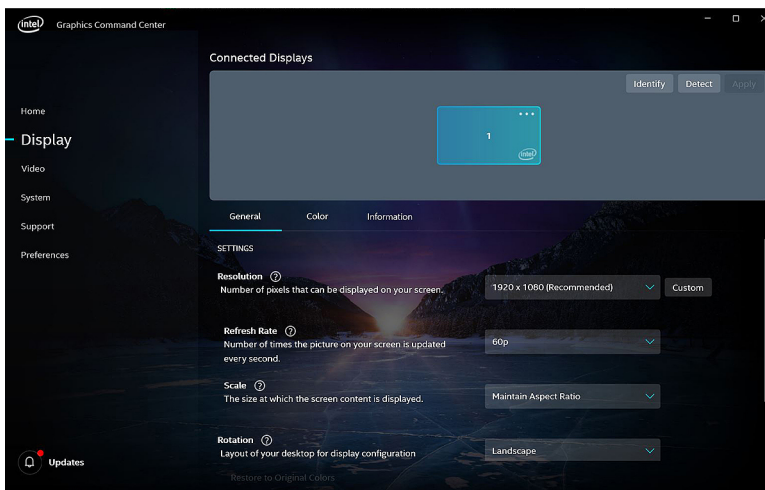 intel Graphics Command Center
Connected Displays
Identify Detect Apply
1
intel
Home
Display
Video
System
Support
Preferences
Updates
General Color Information
SETTINGS
Resolution ?
Number of pixels that can be displayed on your screen.
1920 x 1080 (Recommended)
Custom
Refresh Rate ?
Number of times the picture on your screen is updated
every second.
60p
Scale ?
The size at which the screen content is displayed.
Maintain Aspect Ratio
Rotation ?
Layout of your desktop for display configuration
Landscape
Restore to Original Colors